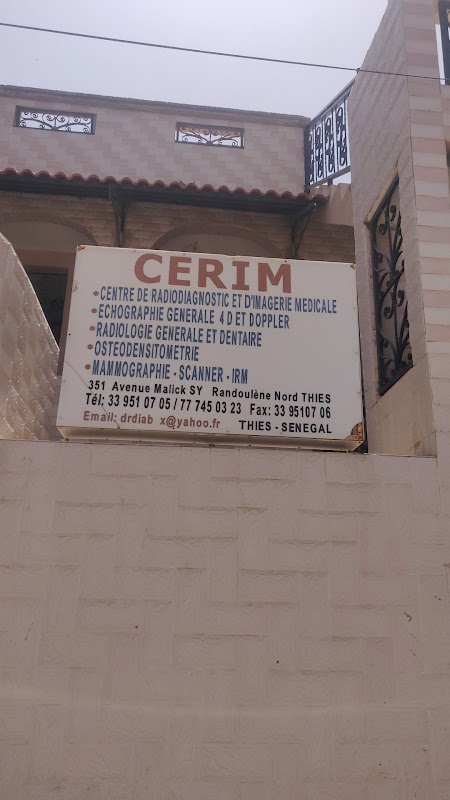 CERIM
•CENTRE DE RADIODIAGNOSTIC ET D'IMAGERIE MEDICALE
•ECHOGRAPHIE GENERALE 4 D ET DOPPLER
•RADIOLOGIE GENERALE ET DENTAIRE
•OSTEODENSITOMETRIE
•MAMMOGRAPHIE - SCANNER - IRM
351 Avenue Malick SY Randoulène Nord THIES
Tél; 33 951 07 05 / 77 745 03 23 Fax: 33 95107 06
Email: drdiab x@yahoo.fr THIES - SENEGAL